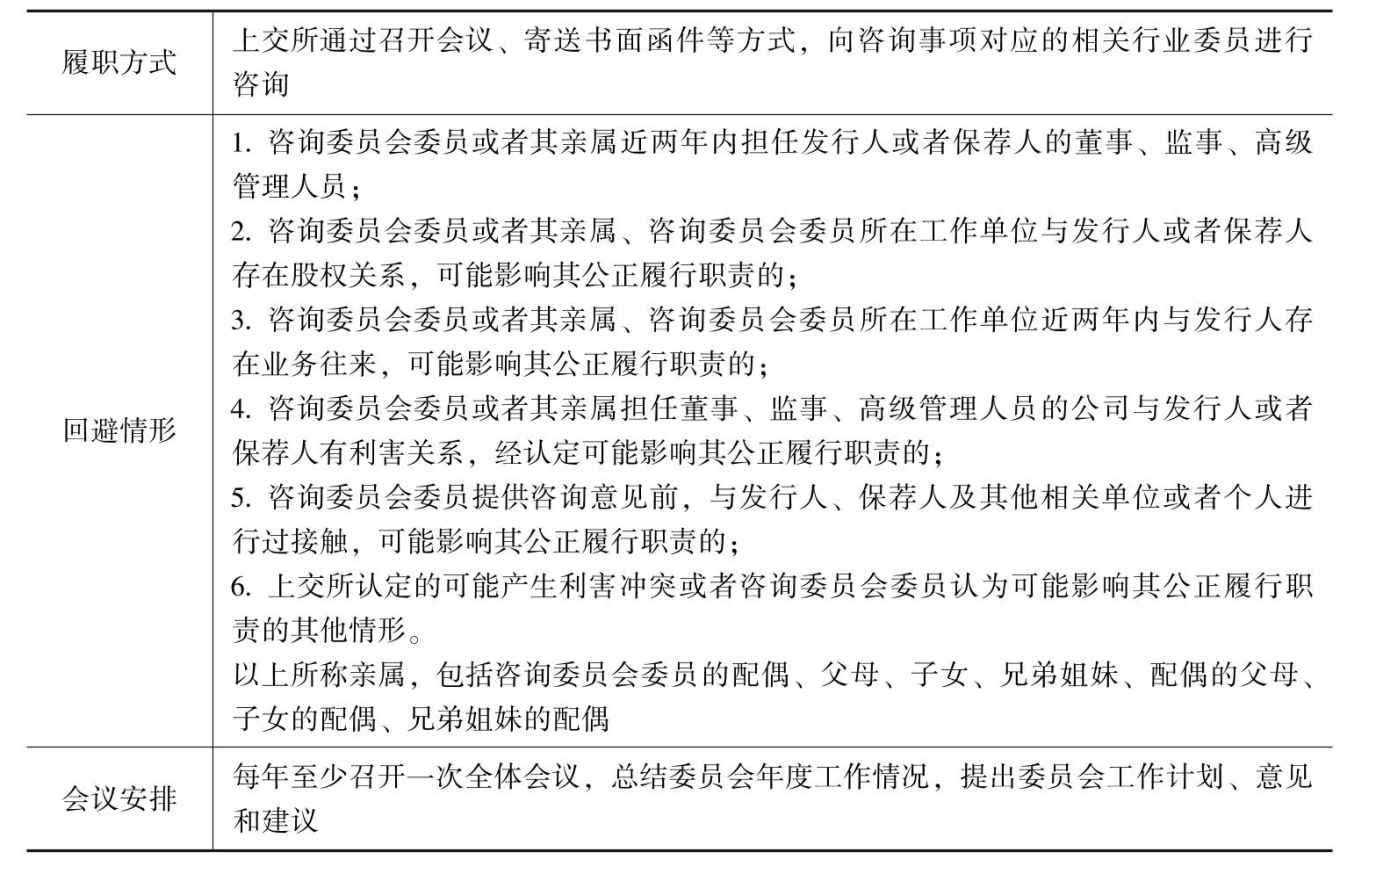 履职方式
上交所通过召开会议、寄送书面函件等方式，向咨询事项对应的相关行业委员进行
咨询
回避情形
1. 咨询委员会委员或者其亲属近两年内担任发行人或者保荐人的董事、监事、高级
管理人员；
2. 咨询委员会委员或者其亲属、咨询委员会委员所在工作单位与发行人或者保荐人
存在股权关系，可能影响其公正履行职责的；
3. 咨询委员会委员或者其亲属、咨询委员会委员所在工作单位近两年内与发行人存
在业务往来，可能影响其公正履行职责的；
4. 咨询委员会委员或者其亲属担任董事、监事、高级管理人员的公司与发行人或者
保荐人有利害关系，经认定可能影响其公正履行职责的；
5. 咨询委员会委员提供咨询意见前，与发行人、保荐人及其他相关单位或者个人进
行过接触，可能影响其公正履行职责的；
6. 上交所认定的可能产生利害冲突或者咨询委员会委员认为可能影响其公正履行职
责的其他情形。
以上所称亲属，包括咨询委员会委员的配偶、父母、子女、兄弟姐妹、配偶的父母、
子女的配偶、兄弟姐妹的配偶
会议安排
每年至少召开一次全体会议，总结委员会年度工作情况，提出委员会工作计划、意见
和建议